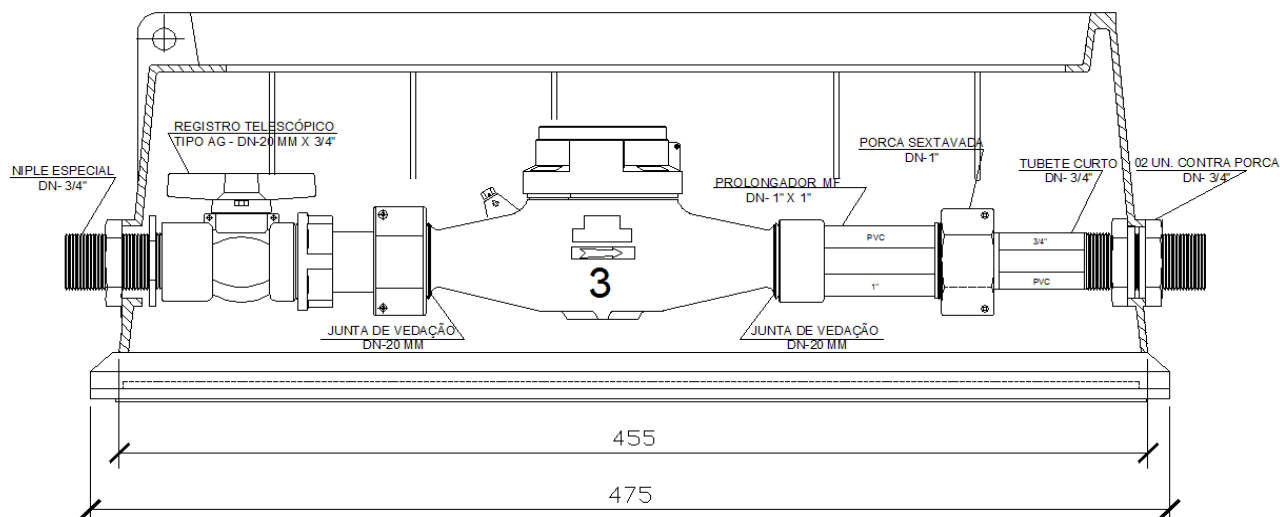 REGISTRO TELESCÓPICO
TIPO AG - DN-20 MM X 3/4"
NIPLE ESPECIAL
DN- 3/4"
PORCA SEXTAVADA
DN-1"
PROLONGADOR MF
DN- 1" X 1"
TUBETE CURTO
DN- 3/4"
02 UN. CONTRA PORCA
DN- 3/4"
PVC
1"
3/4"
PVC
3
JUNTA DE VEDAÇÃO
DN-20 MM
JUNTA DE VEDAÇÃO
DN-20 MM
455
475